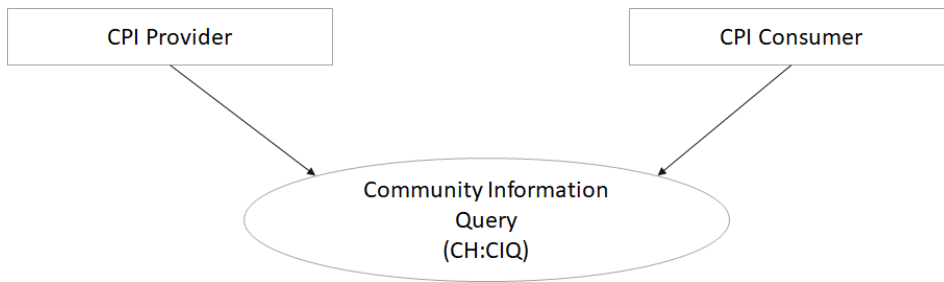 CPI Provider
CPI Consumer
Community Information
Query
(CH:CIQ)